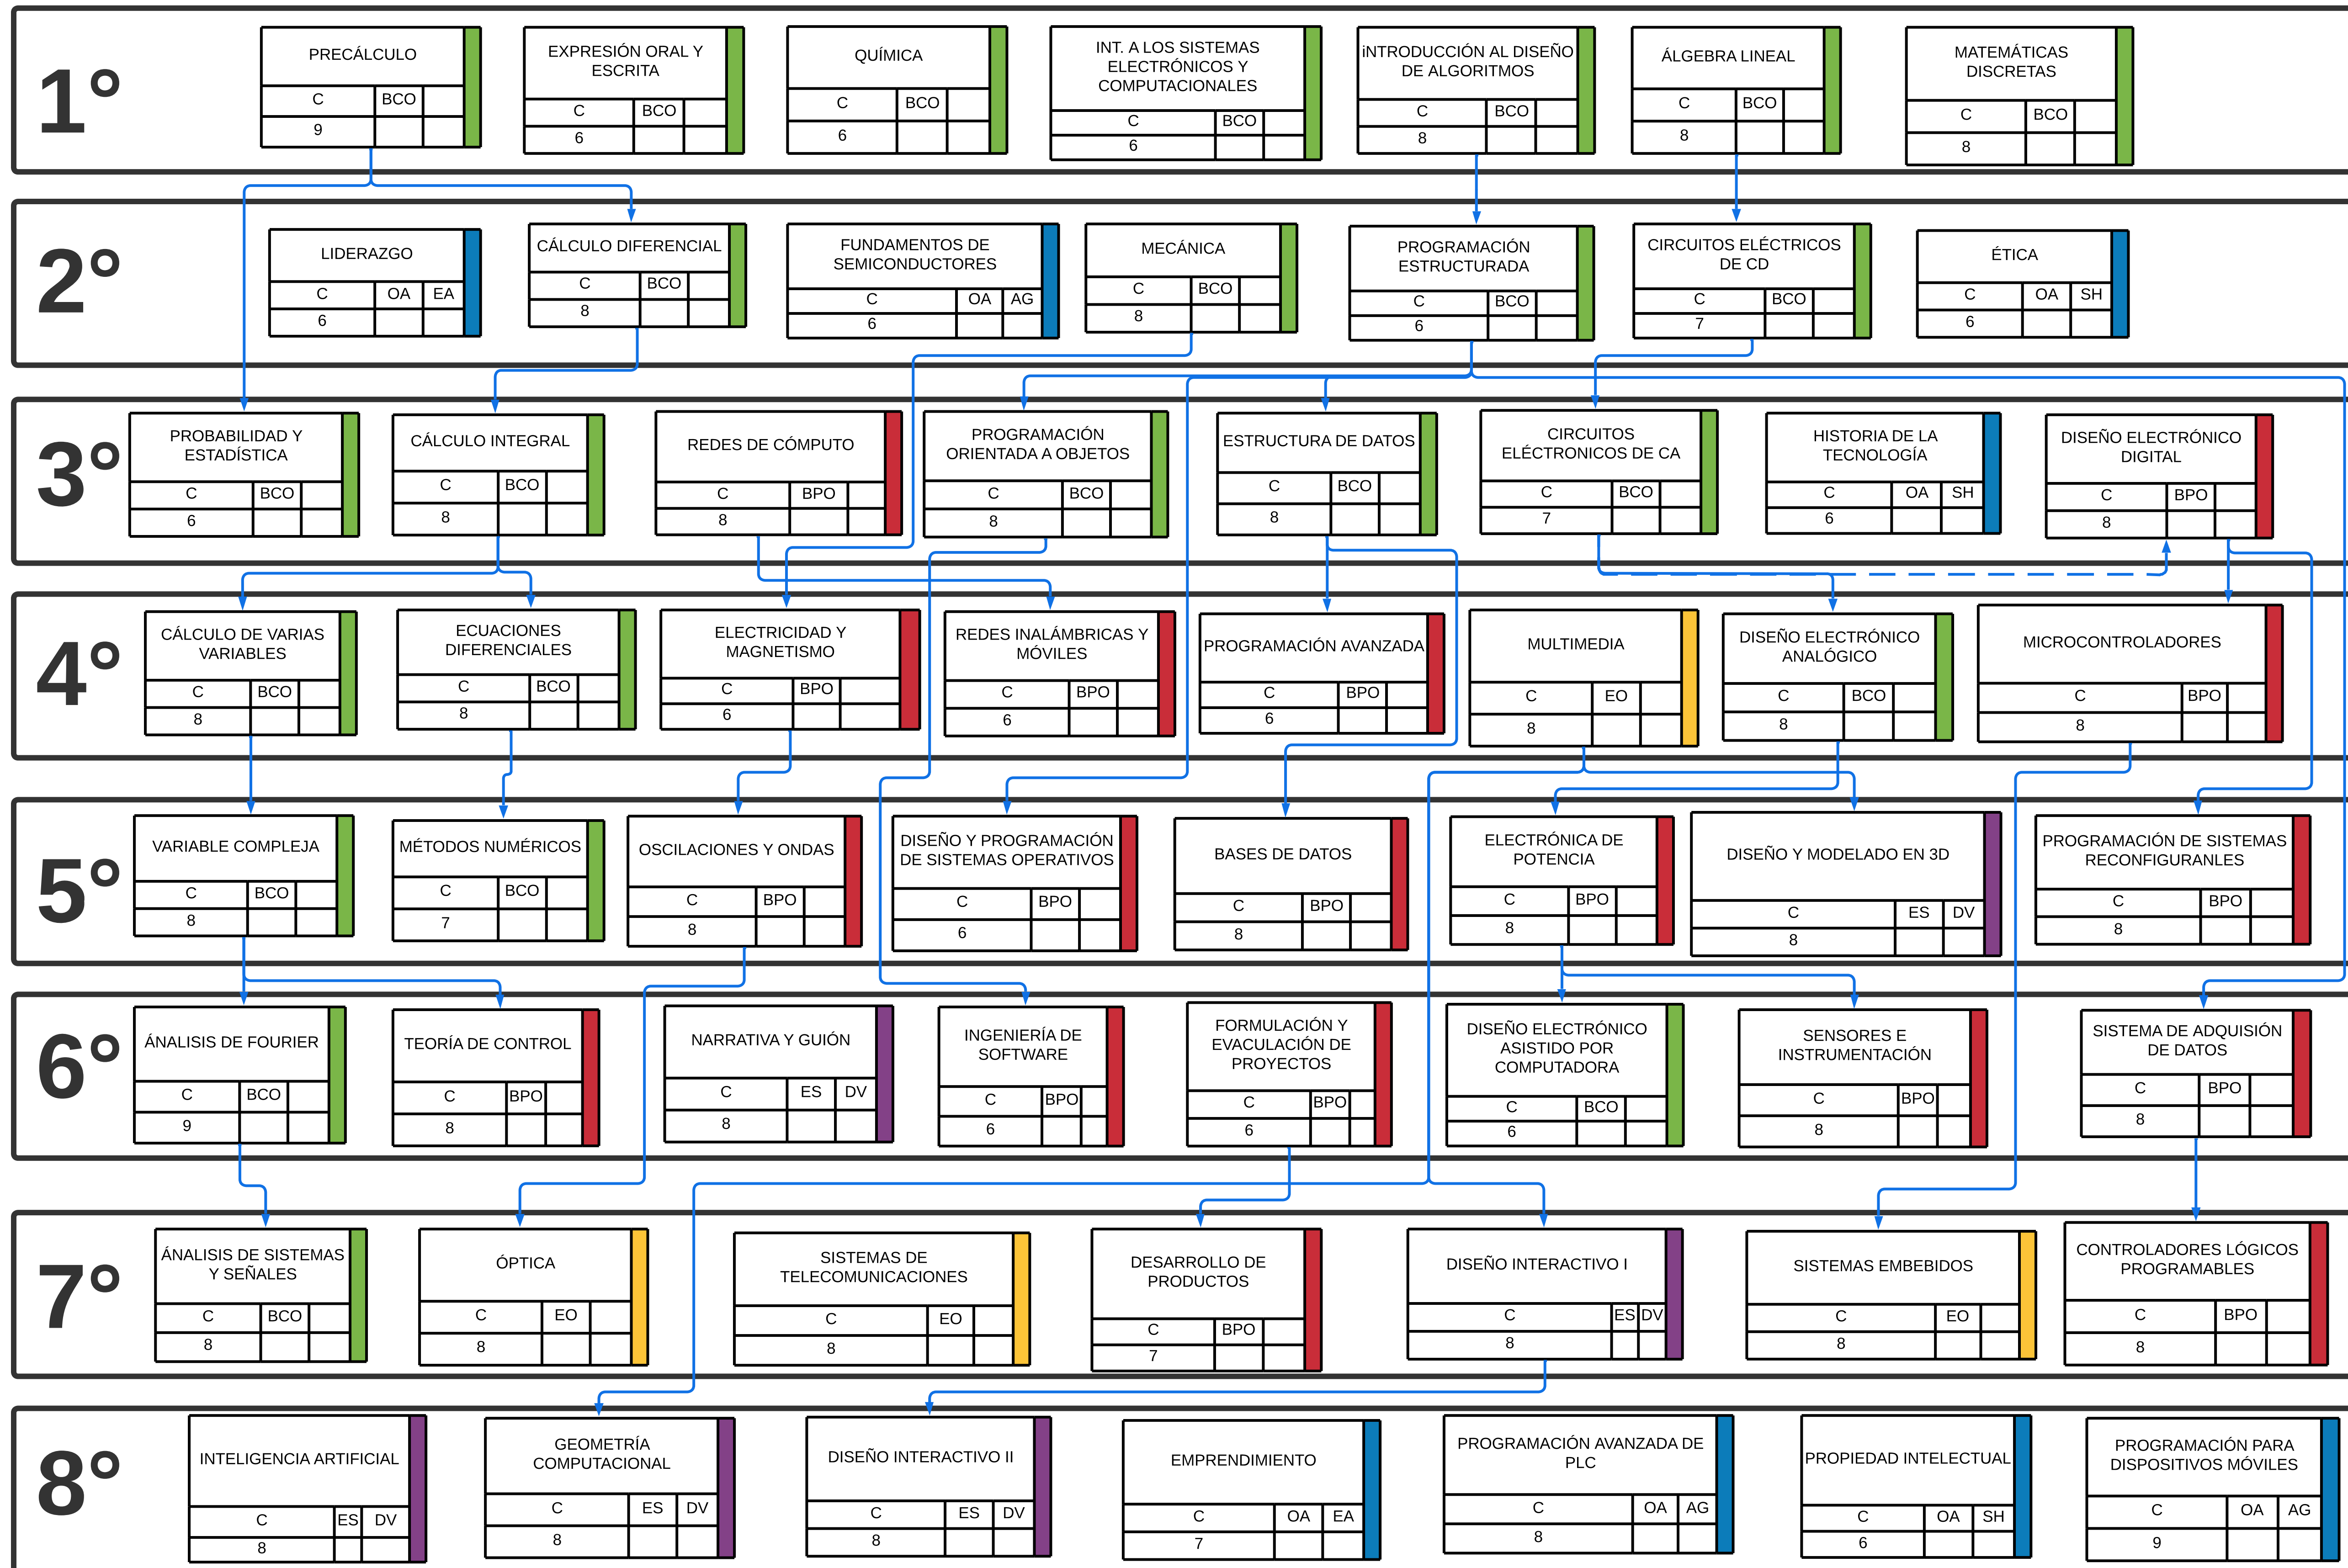 1°
PRECÁLCULO
C BCO
9
EXPRESIÓN ORAL Y
ESCRITA
C BCO
6
QUÍMICA
C BCO
6
INT. A LOS SISTEMAS
ELECTRÓNICOS Y
COMPUTACIONALES
C BCO
6
iNTRODUCCIÓN AL DISEÑO
DE ALGORITMOS
C BCO
8
ÁLGEBRA LINEAL
C BCO
8
MATEMÁTICAS
DISCRETAS
C BCO
8
2°
LIDERAZGO
C OA EA
6
CÁLCULO DIFERENCIAL
C BCO
8
FUNDAMENTOS DE
SEMICONDUCTORES
C OA AG
6
MECÁNICA
C BCO
8
PROGRAMACIÓN
ESTRUCTURADA
C BCO
6
CIRCUITOS ELÉCTRICOS
DE CD
C BCO
7
ÉTICA
C OA SH
6
3°
PROBABILIDAD Y
ESTADÍSTICA
C BCO
6
CÁLCULO INTEGRAL
C BCO
8
REDES DE CÓMPUTO
C BPO
8
PROGRAMACIÓN
ORIENTADA A OBJETOS
C BCO
8
ESTRUCTURA DE DATOS
C BCO
8
CIRCUITOS
ELÉCTRONICOS DE CA
C BCO
7
HISTORIA DE LA
TECNOLOGÍA
C OA SH
6
DISEÑO ELECTRÓNICO
DIGITAL
C BPO
8
4°
CÁLCULO DE VARIAS
VARIABLES
C BCO
8
ECUACIONES
DIFERENCIALES
C BCO
8
ELECTRICIDAD Y
MAGNETISMO
C BPO
6
REDES INALÁMBRICAS Y
MÓVILES
C BPO
6
PROGRAMACIÓN AVANZADA
C BPO
6
MULTIMEDIA
C EO
8
DISEÑO ELECTRÓNICO
ANALÓGICO
C BCO
8
MICROCONTROLADORES
C BPO
8
5°
VARIABLE COMPLEJA
C BCO
8
MÉTODOS NUMÉRICOS
C BCO
7
OSCILACIONES Y ONDAS
C BPO
8
DISEÑO Y PROGRAMACIÓN
DE SISTEMAS OPERATIVOS
C BPO
6
BASES DE DATOS
C BPO
8
ELECTRÓNICA DE
POTENCIA
C BPO
8
DISEÑO Y MODELADO EN 3D
C ES DV
8
PROGRAMACIÓN DE SISTEMAS
RECONFIGURANLES
C BPO
8
6°
ÁNALISIS DE FOURIER
C BCO
9
TEORÍA DE CONTROL
C BPO
8
NARRATIVA Y GUIÓN
C ES DV
8
INGENIERÍA DE
SOFTWARE
C BPO
6
FORMULACIÓN Y
EVACULACIÓN DE
PROYECTOS
C BPO
6
DISEÑO ELECTRÓNICO
ASISTIDO POR
COMPUTADORA
C BCO
6
SENSORES E
INSTRUMENTACIÓN
C BPO
8
SISTEMA DE ADQUISIÓN
DE DATOS
C BPO
8
7°
ÁNALISIS DE SISTEMAS
Y SEÑALES
C BCO
8
ÓPTICA
C EO
8
SISTEMAS DE
TELECOMUNICACIONES
C EO
8
DESARROLLO DE
PRODUCTOS
C BPO
7
DISEÑO INTERACTIVO I
C ES DV
8
SISTEMAS EMBEBIDOS
C EO
8
CONTROLADORES LÓGICOS
PROGRAMABLES
C BPO
8
8°
INTELIGENCIA ARTIFICIAL
C ES DV
8
GEOMETRÍA
COMPUTACIONAL
C ES DV
8
DISEÑO INTERACTIVO II
C ES DV
8
EMPRENDIMIENTO
C OA EA
7
PROGRAMACIÓN AVANZADA DE
PLC
C OA AG
8
PROPIEDAD INTELECTUAL
C OA SH
6
PROGRAMACIÓN PARA
DISPOSITIVOS MÓVILES
C OA AG
9